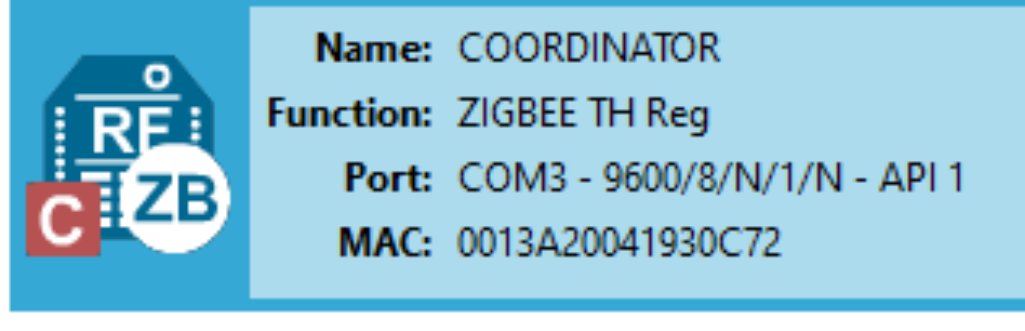 RF
C
ZB
Name: COORDINATOR
Function: ZIGBEE TH Reg
Port: COM3 - 9600/8/N/1/N - API 1
MAC: 0013A20041930C72